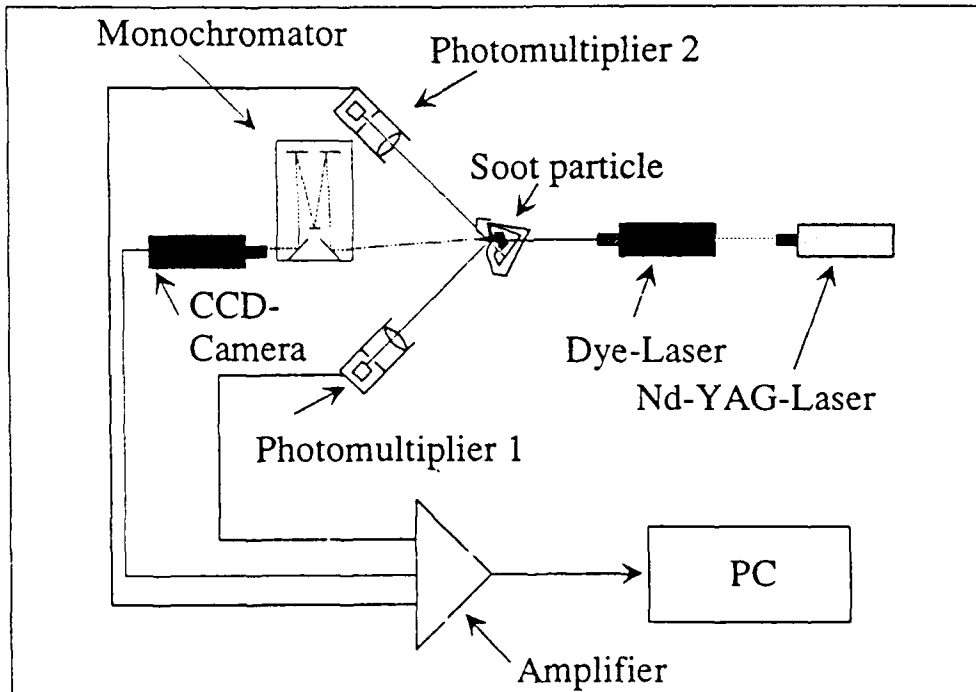 Monochromator
Photomultiplier 2
Soot particle
CCD-
Camera
Dye-Laser
Nd-YAG-Laser
Photomultiplier 1
PC
Amplifier